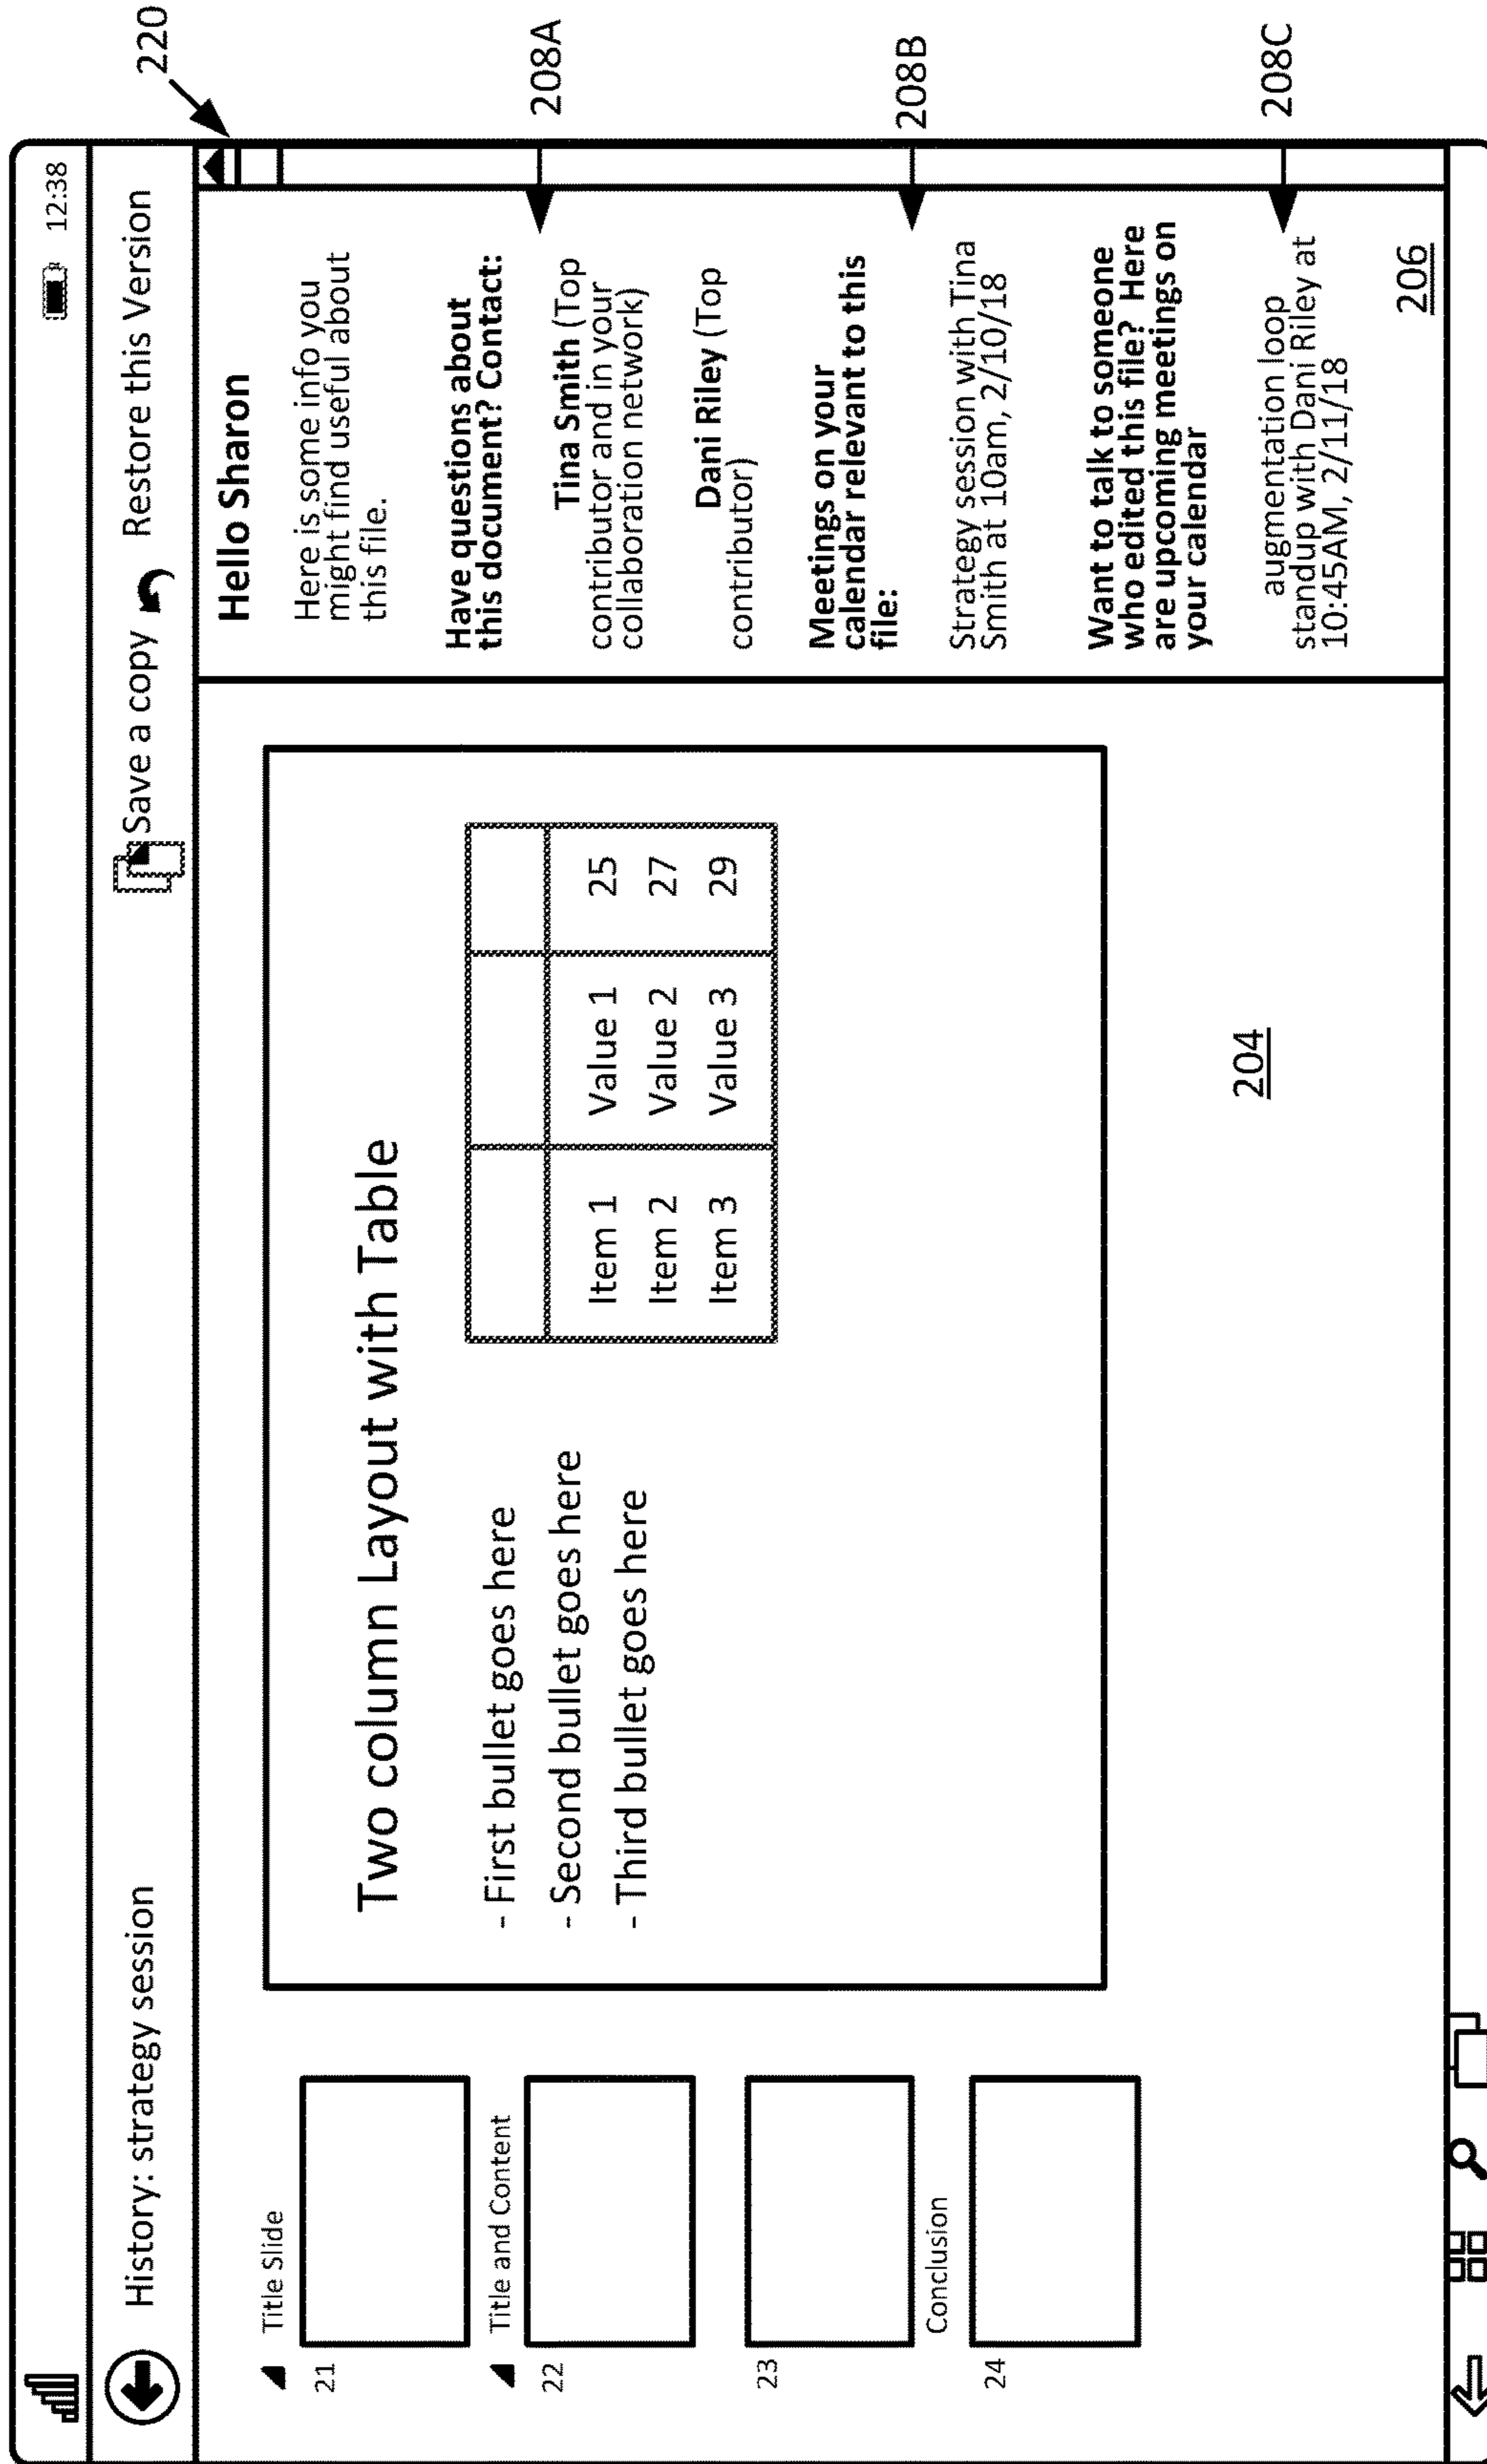 12:38
History: strategy session
Save a copy
Restore this Version
220
Title Slide
21
Title and Content
22
23
Conclusion
24
Two column Layout with Table
- First bullet goes here
- Second bullet goes here
- Third bullet goes here
Item 1 Value 1 25
Item 2 Value 2 27
Item 3 Value 3 29
204
Hello Sharon
Here is some info you
might find useful about
this file.
Have questions about
this document? Contact:
208A
Tina Smith (Top
contributor and in your
collaboration network)
Dani Riley (Top
contributor)
Meetings on your
calendar relevant to this
file:
208B
Strategy session with Tina
Smith at 10am, 2/10/18
Want to talk to someone
who edited this file? Here
are upcoming meetings on
your calendar
208C
augmentation loop
standup with Dani Riley at
10:45AM, 2/11/18
206